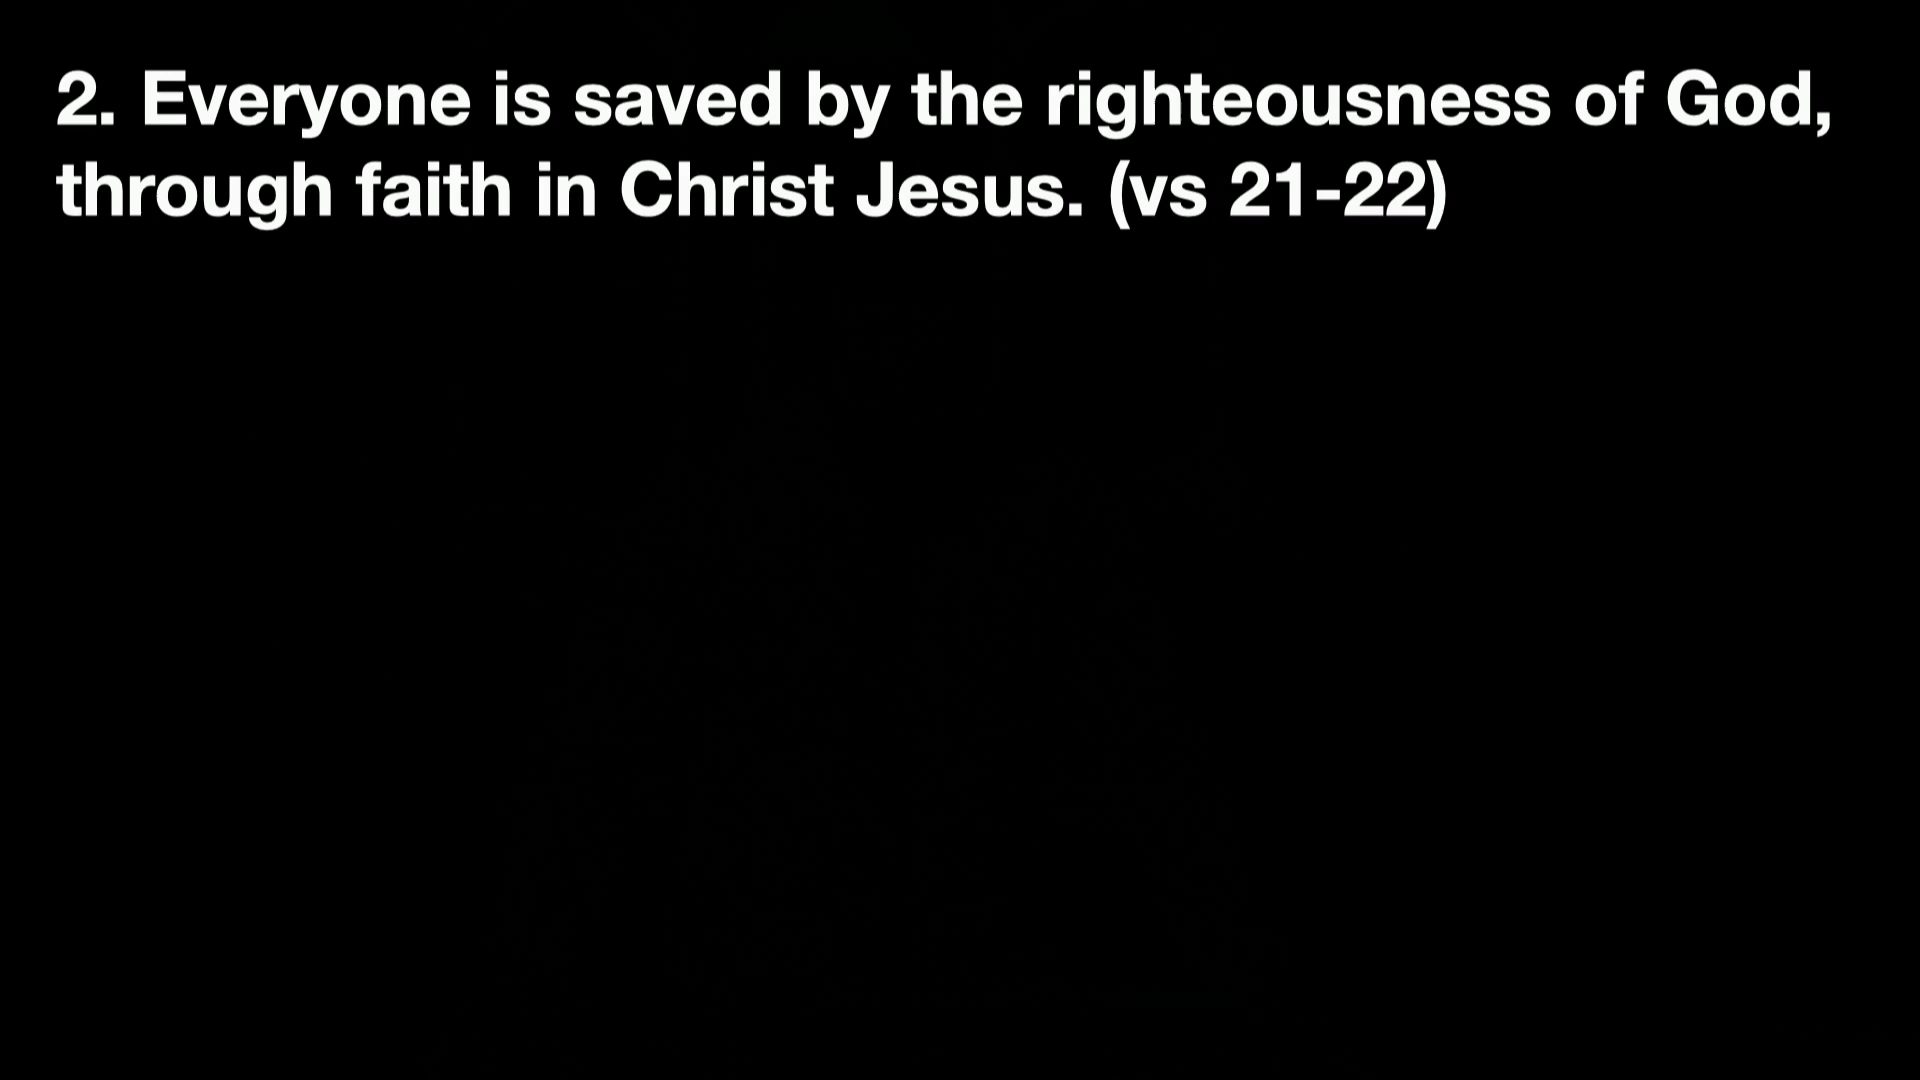 2. Everyone is saved by the righteousness of God,
through faith in Christ Jesus. (vs 21-22)